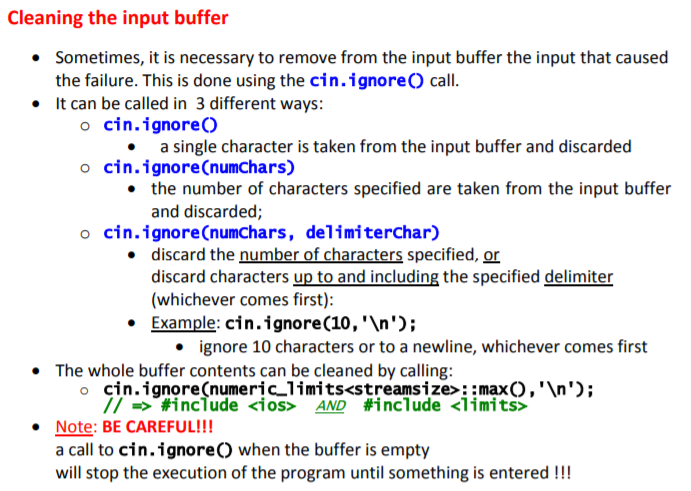 Cleaning the input buffer
• Sometimes, it is necessary to remove from the input buffer the input that caused
the failure. This is done using the cin.ignore() call.
• It can be called in 3 different ways:
o cin.ignore()
• a single character is taken from the input buffer and discarded
o cin.ignore(numChars)
• the number of characters specified are taken from the input buffer
and discarded;
o cin.ignore(numChars, delimiterChar)
• discard the number of characters specified, or
discard characters up to and including the specified delimiter
(whichever comes first):
• Example: cin.ignore(10,'\n');
• ignore 10 characters or to a newline, whichever comes first
• The whole buffer contents can be cleaned by calling:
o cin.ignore(numeric_limits<streamsize>::max(),'\n');
// => #include <ios> AND #include <limits>
• Note: BE CAREFUL!!!
a call to cin.ignore() when the buffer is empty
will stop the execution of the program until something is entered !!!